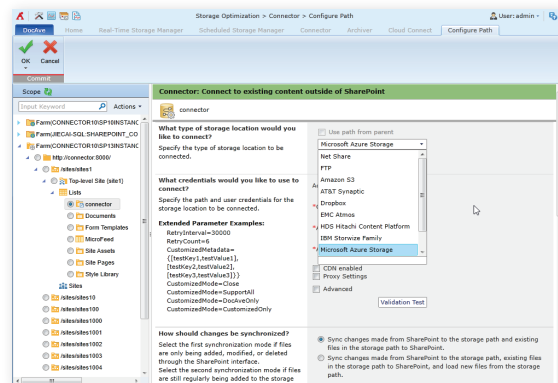 Storage Optimization > Connector > Configure Path
User: admin
DocAve
Home
Real-Time Storage Manager
Scheduled Storage Manager
Connector
Archiver
Cloud Connect
Configure Path
OK
Cancel
Commit
Scope
Input Keyword
Actions
Farm(CONNECTOR10\SP10INSTANC
Farm(JIECAI-SQL:SHAREPOINT_CO
Farm(CONNECTOR10\SP13INSTANC
http://connector:8000/
/sites/sites1
Top-level Site (site1)
Lists
connector
Documents
Form Templates
MicroFeed
Site Assets
Site Pages
Style Library
Sites
/sites/sites10
/sites/sites100
/sites/sites1000
/sites/sites1001
/sites/sites1002
/sites/sites1003
/sites/sites1004
Connector: Connect to existing content outside of SharePoint
connector
What type of storage location would you
like to connect?
Specify the type of storage location to be
connected.
Use path from parent
Microsoft Azure Storage
Net Share
FTP
Amazon S3
AT&T Synaptic
Dropbox
EMC Atmos
HDS Hitachi Content Platform
IBM Storwize Family
Microsoft Azure Storage
What credentials would you like to use to
connect?
Specify the path and user credentials for the
storage location to be connected.
Extended Parameter Examples:
RetryInterval=30000
RetryCount=6
CustomizedMetadata=
{[testKey1,testValue1],
[testKey2,testValue2],
[testKey3,testValue3]}}
CustomizedMode=Close
CustomizedMode=SupportAll
CustomizedMode=DocAveOnly
CustomizedMode=CustomizedOnly
CDN enabled
Proxy Settings
Advanced
Validation Test
How should changes be synchronized?
Select the first synchronization mode if files
are only being added, modified, or deleted
through the SharePoint interface.
Select the second synchronization mode if files
are still regularly being added to the storage
Sync changes made from SharePoint to the storage path and existing
files in the storage path to SharePoint.
Sync changes made from SharePoint to the storage path, existing files
in the storage path to SharePoint, and load new files from the storage
path.